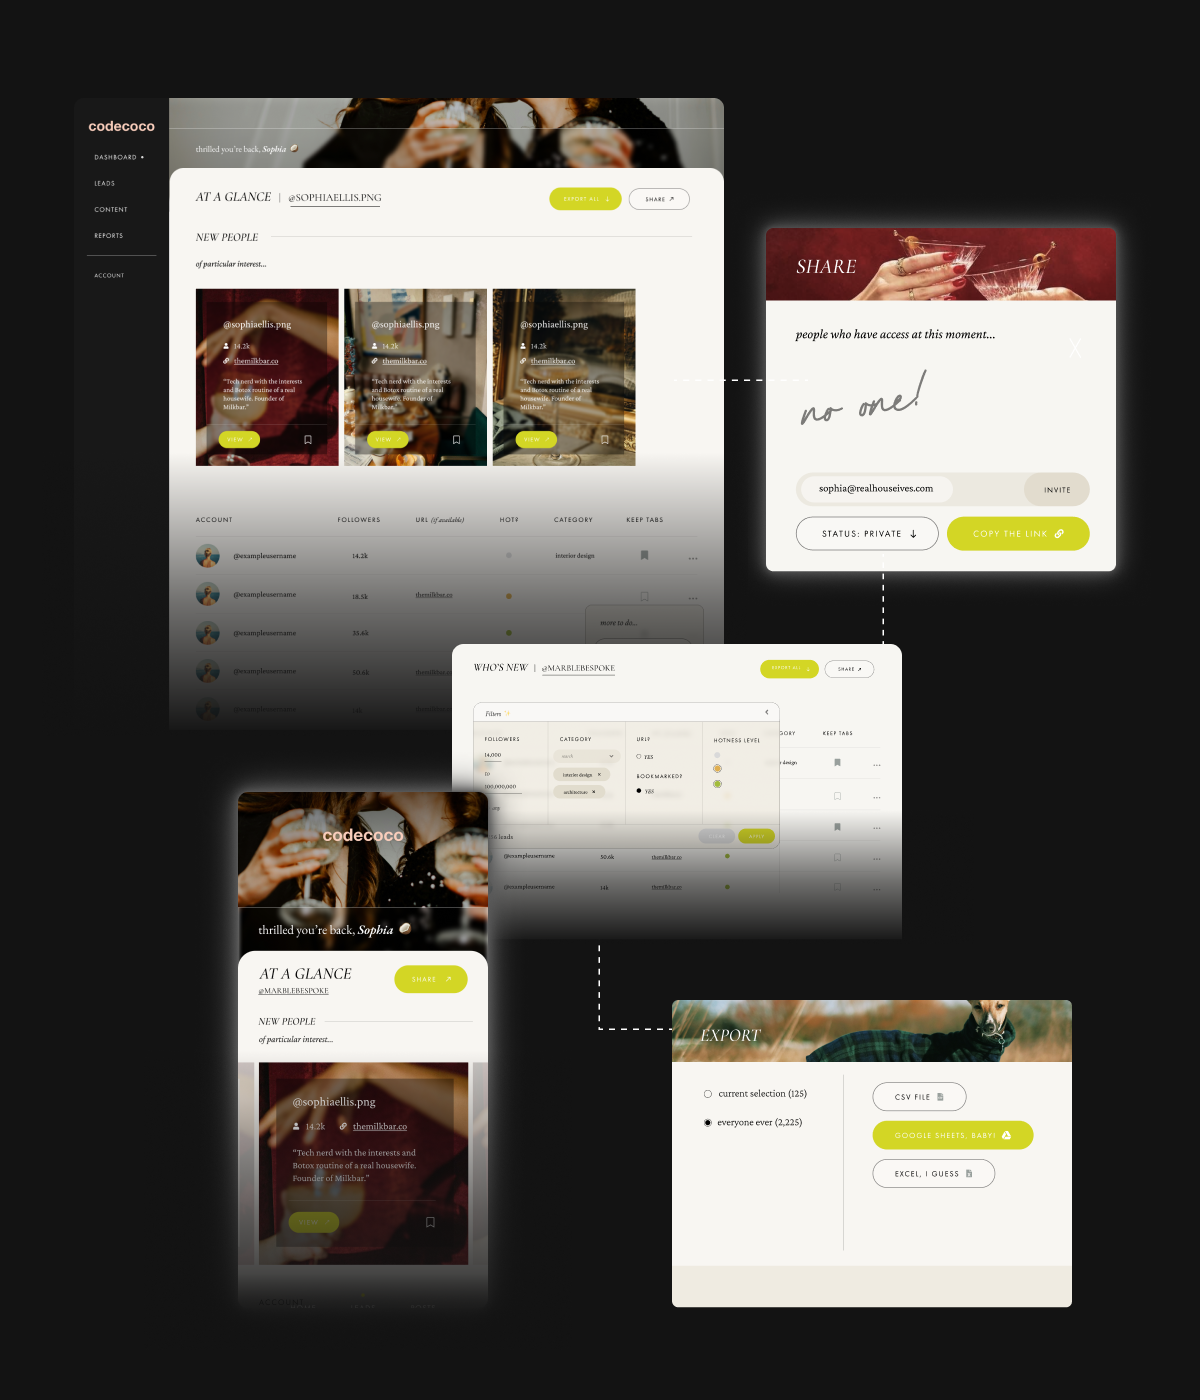 codecoco
DASHBOARD •
LEADS
CONTENT
REPORTS
ACCOUNT
thrilled you're back, Sophia
AT A GLANCE | @SOPHIAELLIS.PNG
EXPORT ALL ↓
SHARE ↗
NEW PEOPLE
of particular interest...
@sophiaellis.png
14.2k
themilkbar.co
"Tech nerd with the interests
and Botox routine of a real
housewife. Founder of
Milkbar."
VIEW ↗
@sophiaellis.png
14.2k
themilkbar.co
"Tech nerd with the interests
and Botox routine of a real
housewife. Founder of
Milkbar."
VIEW ↗
@sophiaellis.png
14.2k
themilkbar.co
"Tech nerd with the interests
and Botox routine of a real
housewife. Founder of
Milkbar."
VIEW ↗
ACCOUNT FOLLOWERS URL (if available) HOT? CATEGORY KEEP TABS
@exampleusername 14.2k interior design ...
@exampleusername 18.5k themilkbar.co ...
@exampleusername 35.6k
more to do...
@exampleusername 50.6k themilkbar.co
@exampleusername 14k
SHARE
people who have access at this moment...
X
no one!
sophia@realhouseives.com
INVITE
STATUS: PRIVATE ↓
COPY THE LINK
WHO'S NEW | @MARBLEBESPOKE
EXPORT ALL ↓
SHARE ↗
Filters
FOLLOWERS
14,000
to
100,000,000
CATEGORY
search
interior design ×
architecture ×
URL?
YES
BOOKMARKED?
YES
HOTNESS LEVEL
leads
APPLY
GORY KEEP TABS
design ...
...
...
@exampleusername 50.6k themilkbar.co ...
@exampleusername 14k themilkbar.co ...
codecoco
thrilled you're back, Sophia
AT A GLANCE
@MARBLEBESPOKE
SHARE ↗
NEW PEOPLE
of particular interest...
@sophiaellis.png
14.2k themilkbar.co
"Tech nerd with the interests and
Botox routine of a real housewife.
Founder of Milkbar."
VIEW ↗
ACCOUNT
EXPORT
current selection (125)
everyone ever (2,225)
CSV FILE
GOOGLE SHEETS, BABY!
EXCEL, I GUESS